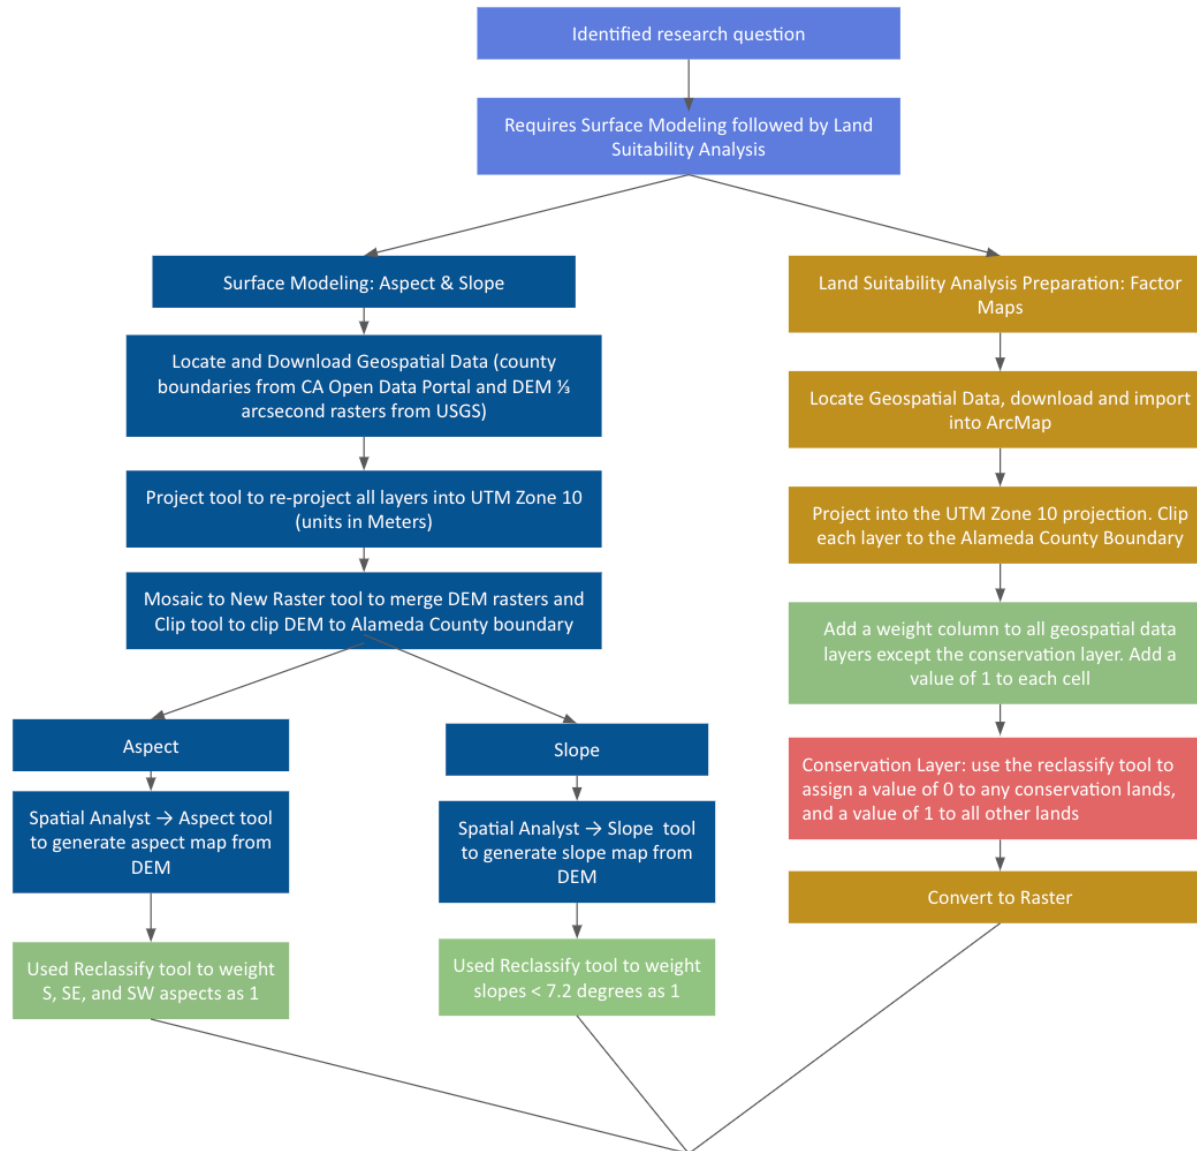 Identified research question
Requires Surface Modeling followed by Land
Suitability Analysis
Surface Modeling: Aspect & Slope
Locate and Download Geospatial Data (county
boundaries from CA Open Data Portal and DEM ⅓
arcsecond rasters from USGS)
Project tool to re-project all layers into UTM Zone 10
(units in Meters)
Mosaic to New Raster tool to merge DEM rasters and
Clip tool to clip DEM to Alameda County boundary
Aspect
Spatial Analyst → Aspect tool
to generate aspect map from
DEM
Used Reclassify tool to weight
S, SE, and SW aspects as 1
Slope
Spatial Analyst → Slope tool
to generate slope map from
DEM
Used Reclassify tool to weight
slopes < 7.2 degrees as 1
Land Suitability Analysis Preparation: Factor
Maps
Locate Geospatial Data, download and import
into ArcMap
Project into the UTM Zone 10 projection. Clip
each layer to the Alameda County Boundary
Add a weight column to all geospatial data
layers except the conservation layer. Add a
value of 1 to each cell
Conservation Layer: use the reclassify tool to
assign a value of 0 to any conservation lands,
and a value of 1 to all other lands
Convert to Raster